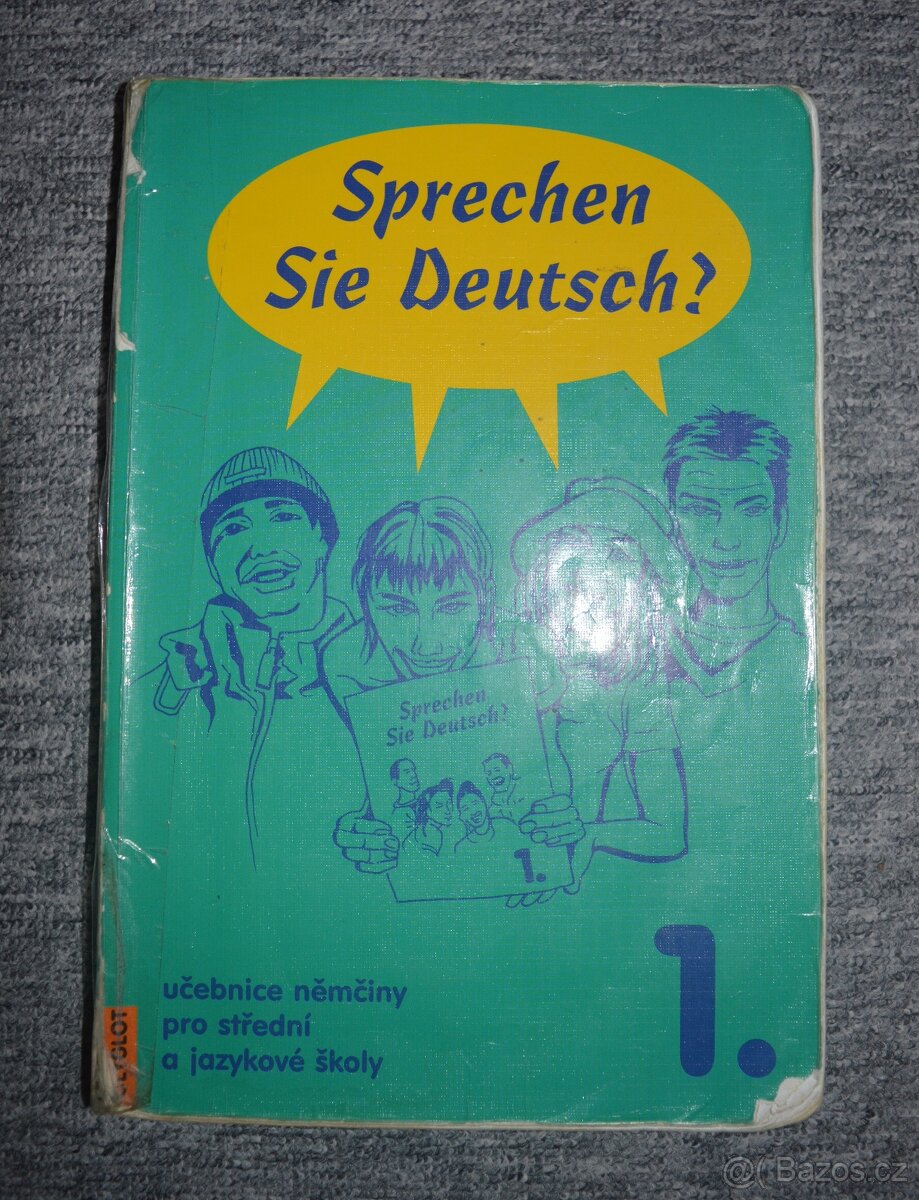 Sprechen
Sie Deutsch?
Sprechen
Sie Deutsch?
1.
učebnice němčiny
pro střední
a jazykové školy
1.
Bazos.cz